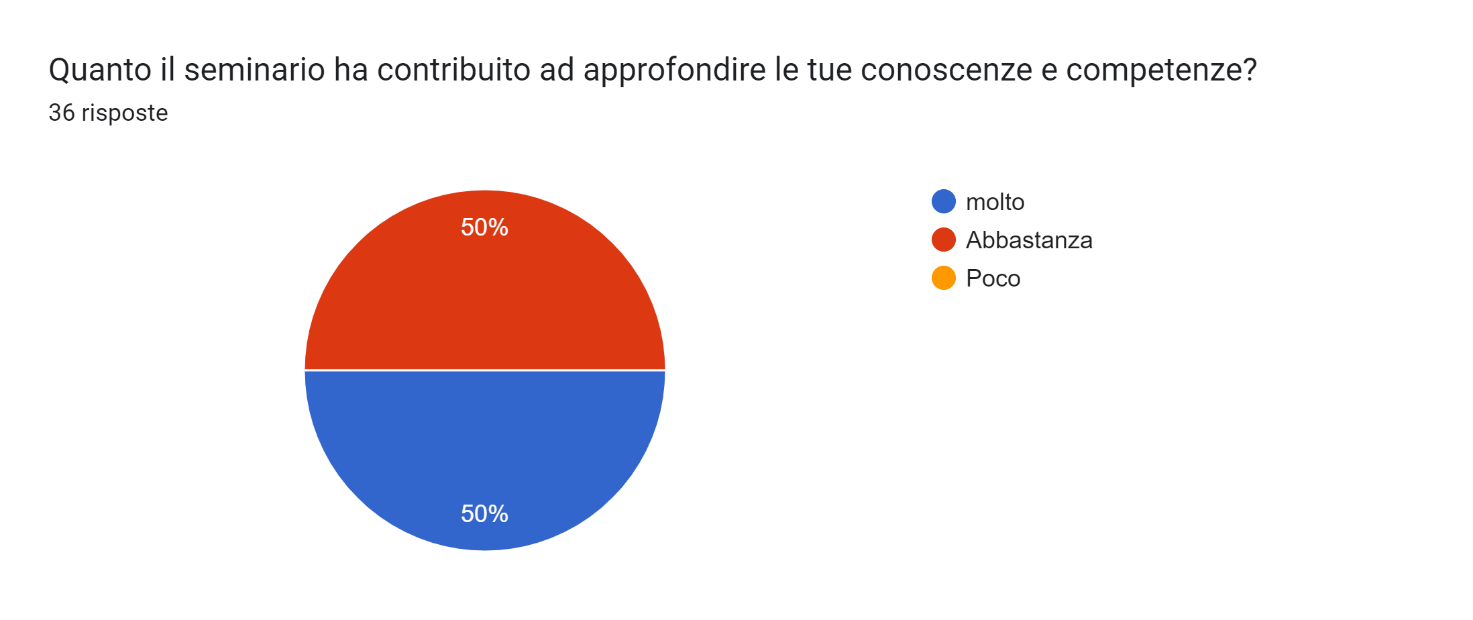 Quanto il seminario ha contribuito ad approfondire le tue conoscenze e competenze?
36 risposte
50%
50%
molto
Abbastanza
Poco